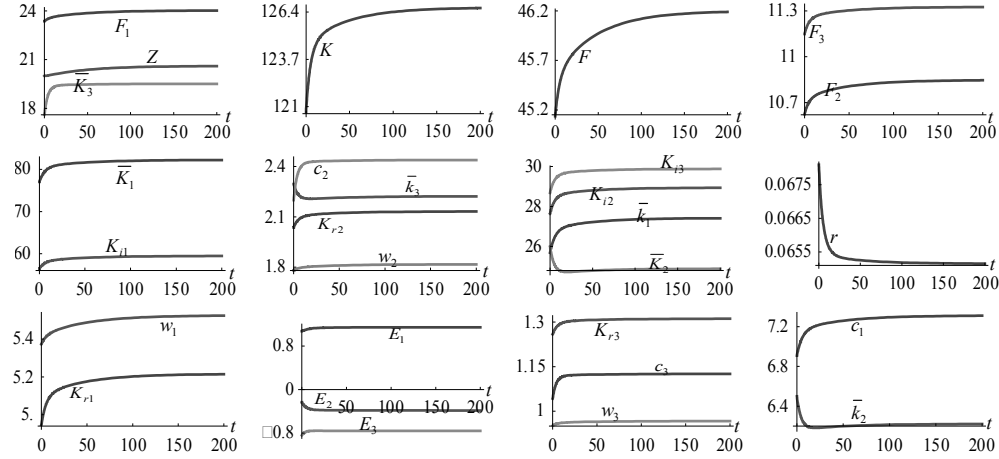 24
F1
21
Z
K̅3
18
0 50 100 150 200
t
126.4
K
123.7
121
0 50 100 150 200
t
46.2
F
45.7
45.2
0 50 100 150 200
t
11.3
F3
11
F2
10.7
0 50 100 150 200
t
80
K̅1
70
Ki1
60
0 50 100 150 200
t
2.4
c2
k̅3
2.1
Kr2
w2
1.8
0 50 100 150 200
t
30
Ki3
28
Ki2
k̅1
26
K̅2
0 50 100 150 200
t
0.0675
0.0665
r
0.0655
0 50 100 150 200
t
5.4
w1
5.2
Kr1
5.
0 50 100 150 200
t
0.8
E1
0
E2
50 100 150 200
t
E3
□0.8
1.3
Kr3
1.15
c3
1
w3
0 50 100 150 200
t
7.2
c1
6.4
k̅2
0 50 100 150 200
t